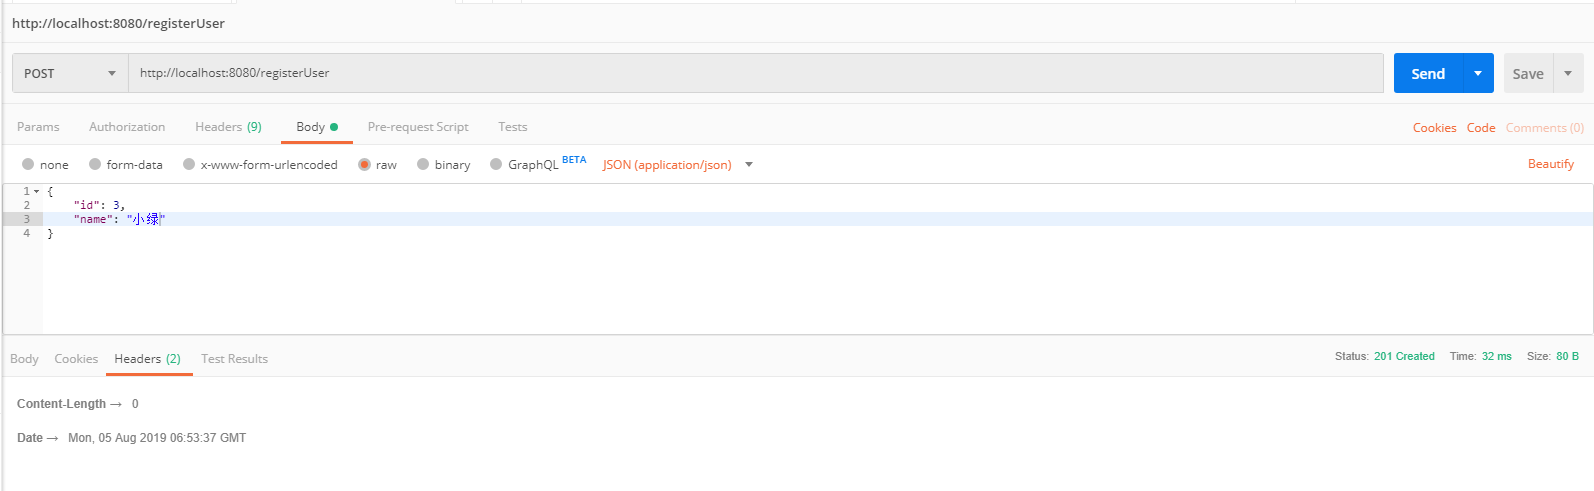 http://localhost:8080/registerUser
POST http://localhost:8080/registerUser Send Save
Params Authorization Headers (9) Body Pre-request Script Tests Cookies Code Comments (0)
none form-data x-www-form-urlencoded raw binary GraphQL BETA JSON (application/json) Beautify
1 {
2 "id": 3,
3 "name": "小绿"
4 }
Body Cookies Headers (2) Test Results Status: 201 Created Time: 32 ms Size: 80 B
Content-Length → 0
Date → Mon, 05 Aug 2019 06:53:37 GMT